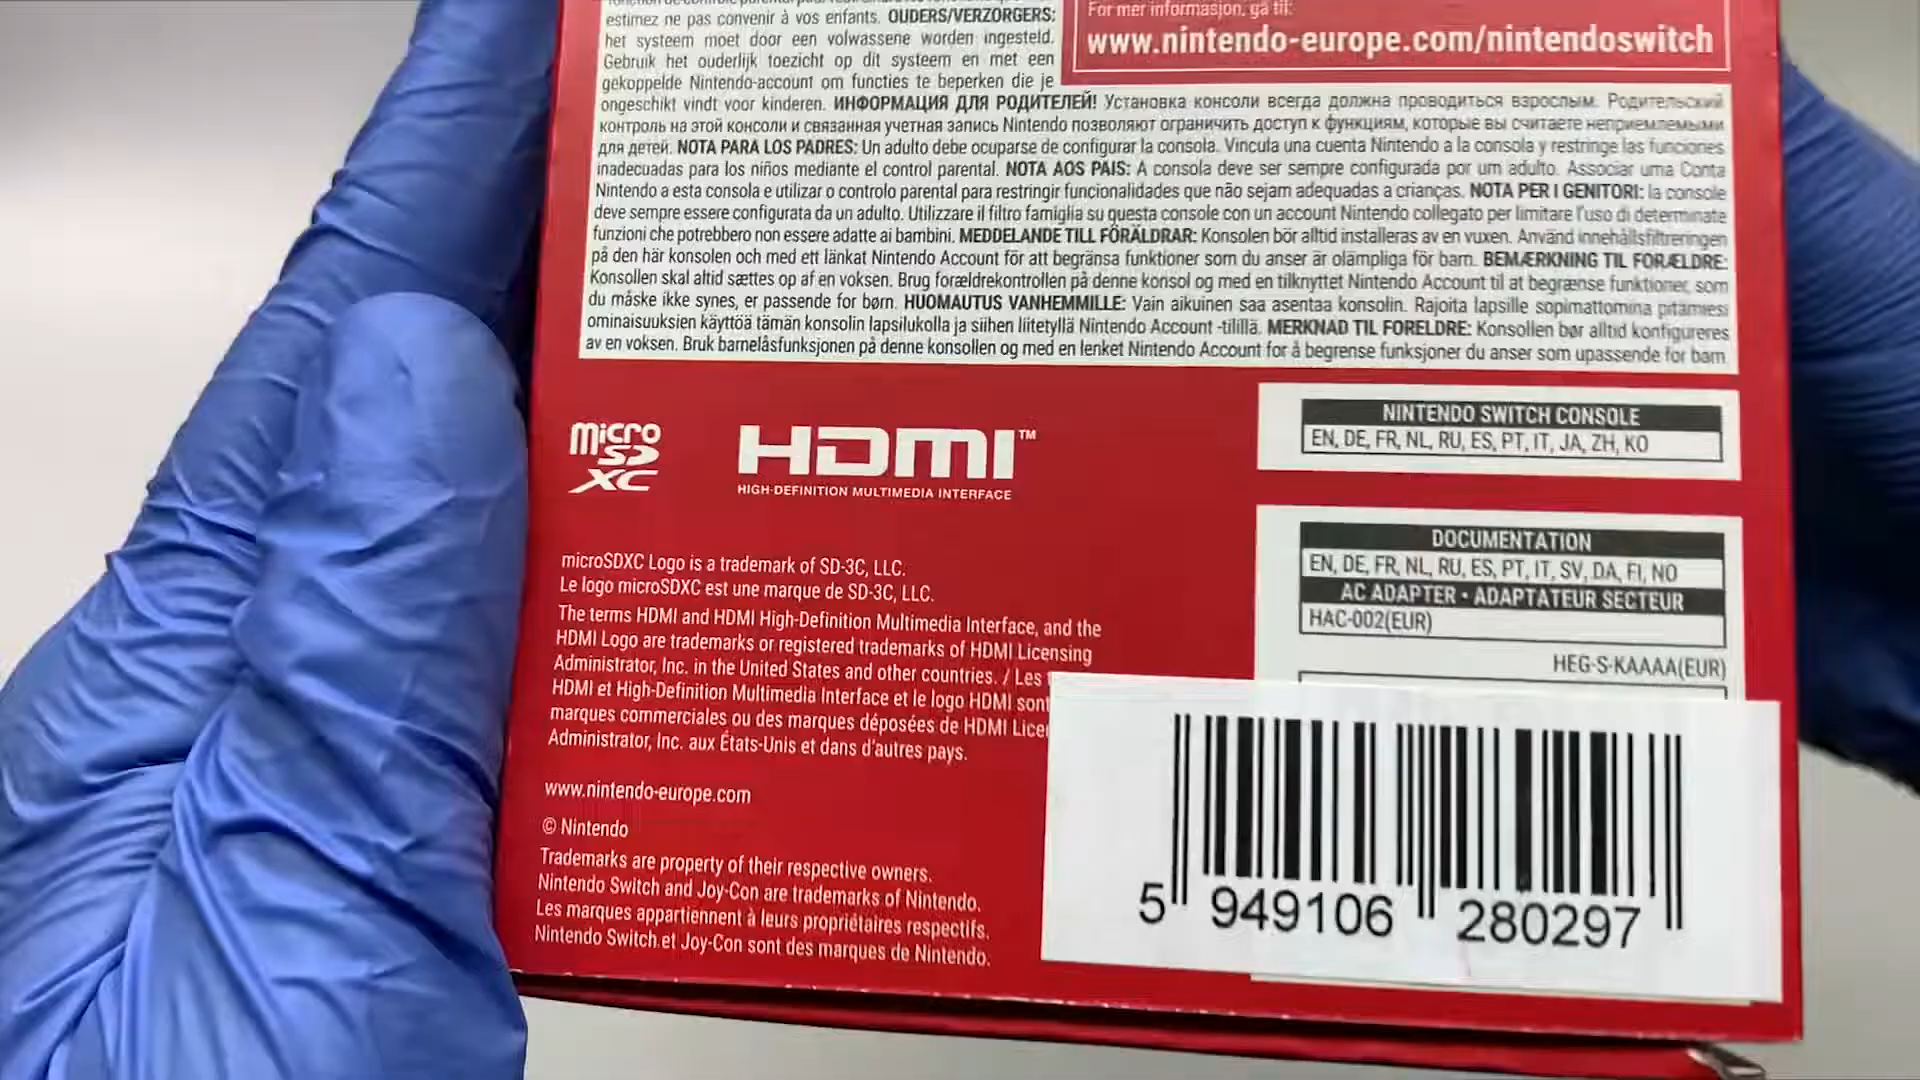 estimez ne pas convenir à vos enfants. OUDERS/VERZORGERS:
het systeem moet door een volwassene worden ingesteld.
Gebruik het ouderlijk toezicht op dit systeem en met een
gekoppelde Nintendo-account om functies te beperken die je
ongeschikt vindt voor kinderen. ИНФОРМАЦИЯ ДЛЯ РОДИТЕЛЕЙ! Установка консоли всегда должна проводиться взрослым. Родительский
контроль на этой консоли и связанная учетная запись Nintendo позволяют ограничить доступ к функциям, которые вы считаете неприемлемыми
для детей. NOTA PARA LOS PADRES: Un adulto debe ocuparse de configurar la consola. Vincula una cuenta Nintendo a la consola y restringe las funciones
inadecuadas para los niños mediante el control parental. NOTA AOS PAIS: A consola deve ser sempre configurada por um adulto. Associar uma Conta
Nintendo a esta consola e utilizar o controlo parental para restringir funcionalidades que não sejam adequadas a crianças. NOTA PER I GENITORI: la console
deve sempre essere configurata da un adulto. Utilizzare il filtro famiglia su questa console con un account Nintendo collegato per limitare l'uso di determinate
funzioni che potrebbero non essere adatte ai bambini. MEDDELANDE TILL FÖRÄLDRAR: Konsolen bör alltid installeras av en vuxen. Använd innehållsfiltreringen
på den här konsolen och med ett länkat Nintendo Account för att begränsa funktioner som du anser är olämpliga för barn. BEMÆRKNING TIL FORÆLDRE:
Konsollen skal altid sættes op af en voksen. Brug forældrekontrollen på denne konsol og med en tilknyttet Nintendo Account til at begrænse funktioner, som
du måske ikke synes, er passende for børn. HUOMAUTUS VANHEMMILLE: Vain aikuinen saa asentaa konsolin. Rajoita lapsille sopimattomina pitämiesi
ominaisuuksien käyttöä tämän konsolin lapsilukolla ja siihen liitetyllä Nintendo Account -tilillä. MERKNAD TIL FORELDRE: Konsollen bør alltid konfigureres
av en voksen. Bruk barnelåsfunksjonen på denne konsollen og med en lenket Nintendo Account for å begrense funksjoner du anser som upassende for barn.
For mer informasjon, gå til:
www.nintendo-europe.com/nintendoswitch
micro
SD
XC
HDMI™
HIGH-DEFINITION MULTIMEDIA INTERFACE
NINTENDO SWITCH CONSOLE
EN, DE, FR, NL, RU, ES, PT, IT, JA, ZH, KO
DOCUMENTATION
EN, DE, FR, NL, RU, ES, PT, IT, SV, DA, FI, NO
AC ADAPTER • ADAPTATEUR SECTEUR
HAC-002(EUR)
HEG-S-KAAAA(EUR)
microSDXC Logo is a trademark of SD-3C, LLC.
Le logo microSDXC est une marque de SD-3C, LLC.
The terms HDMI and HDMI High-Definition Multimedia Interface, and the
HDMI Logo are trademarks or registered trademarks of HDMI Licensing
Administrator, Inc. in the United States and other countries. / Les
HDMI et High-Definition Multimedia Interface et le logo HDMI sont
marques commerciales ou des marques déposées de HDMI Licen
Administrator, Inc. aux États-Unis et dans d'autres pays.
www.nintendo-europe.com
© Nintendo
Trademarks are property of their respective owners.
Nintendo Switch and Joy-Con are trademarks of Nintendo.
Les marques appartiennent à leurs propriétaires respectifs.
Nintendo Switch et Joy-Con sont des marques de Nintendo.
5 949106 280297